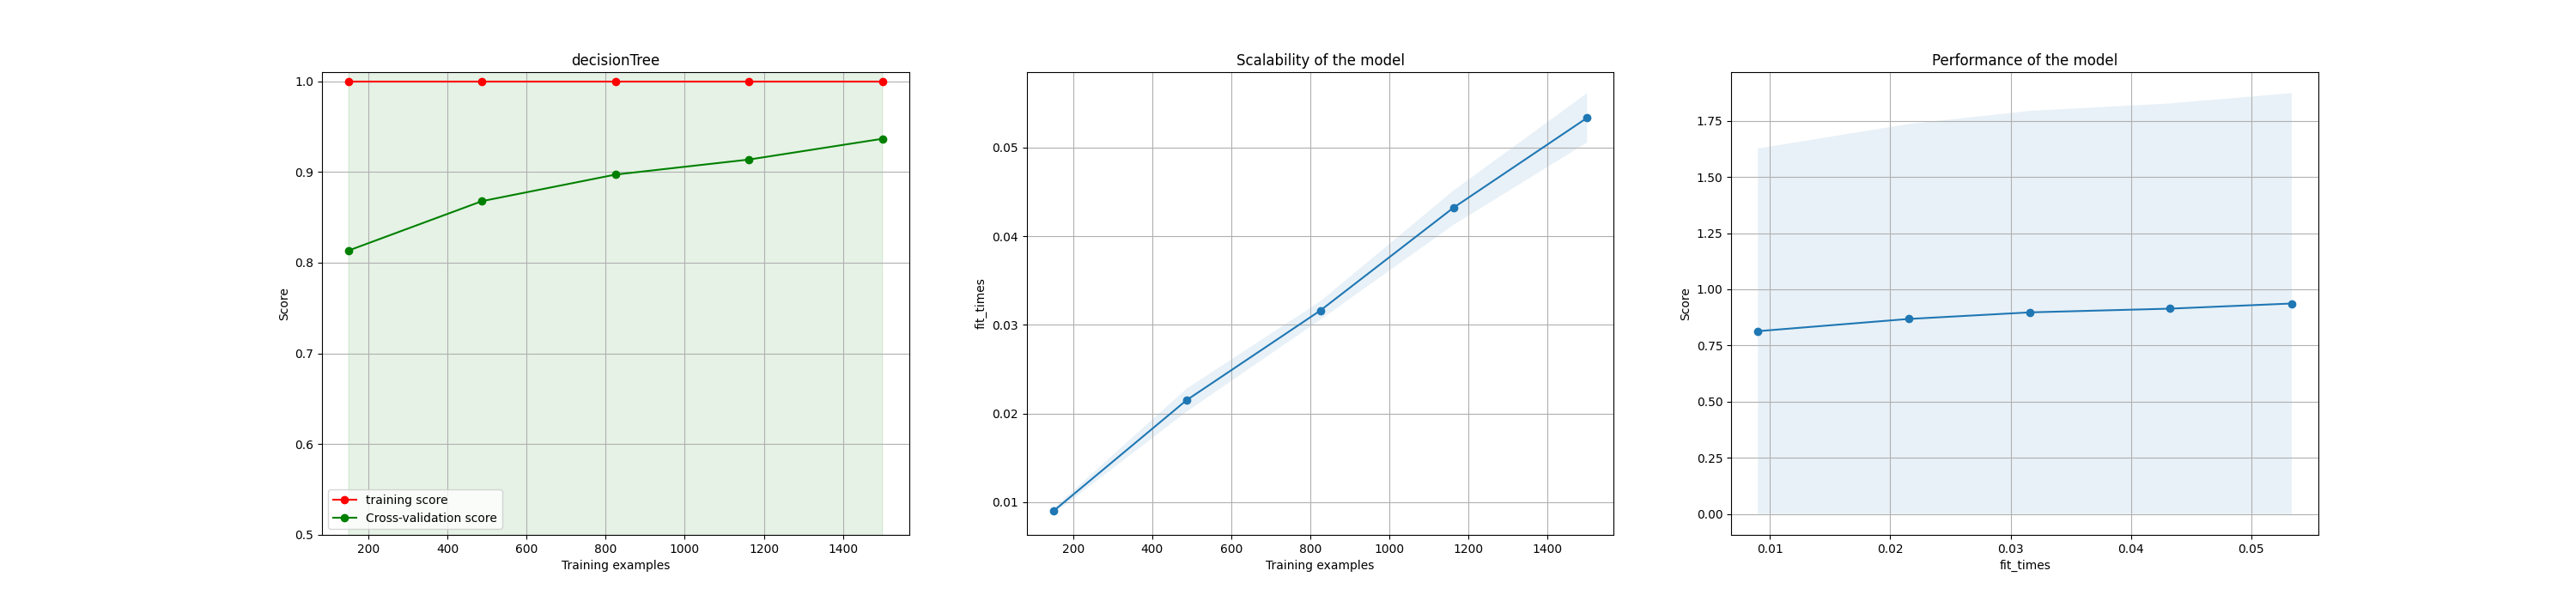 decisionTree
1.0
0.9
0.8
0.7
0.6
0.5
Score
training score
Cross-validation score
200 400 600 800 1000 1200 1400
Training examples
Scalability of the model
0.05
0.04
0.03
0.02
0.01
fit_times
200 400 600 800 1000 1200 1400
Training examples
Performance of the model
1.75
1.50
1.25
1.00
0.75
0.50
0.25
0.00
Score
0.01 0.02 0.03 0.04 0.05
fit_times